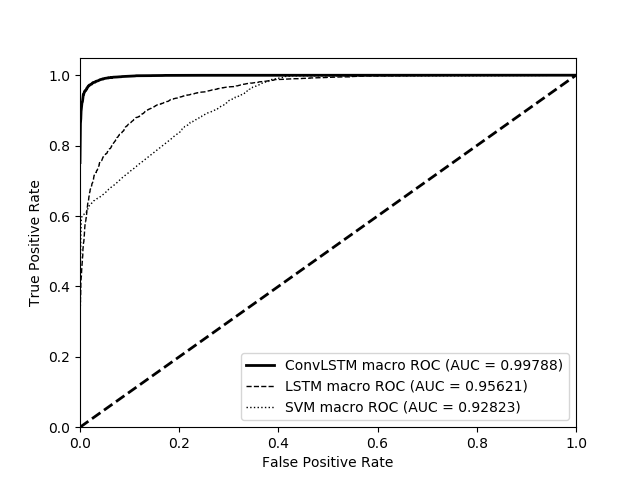 1.0
0.8
0.6
0.4
0.2
0.0
True Positive Rate
ConvLSTM macro ROC (AUC = 0.99788)
LSTM macro ROC (AUC = 0.95621)
SVM macro ROC (AUC = 0.92823)
0.0 0.2 0.4 0.6 0.8 1.0
False Positive Rate